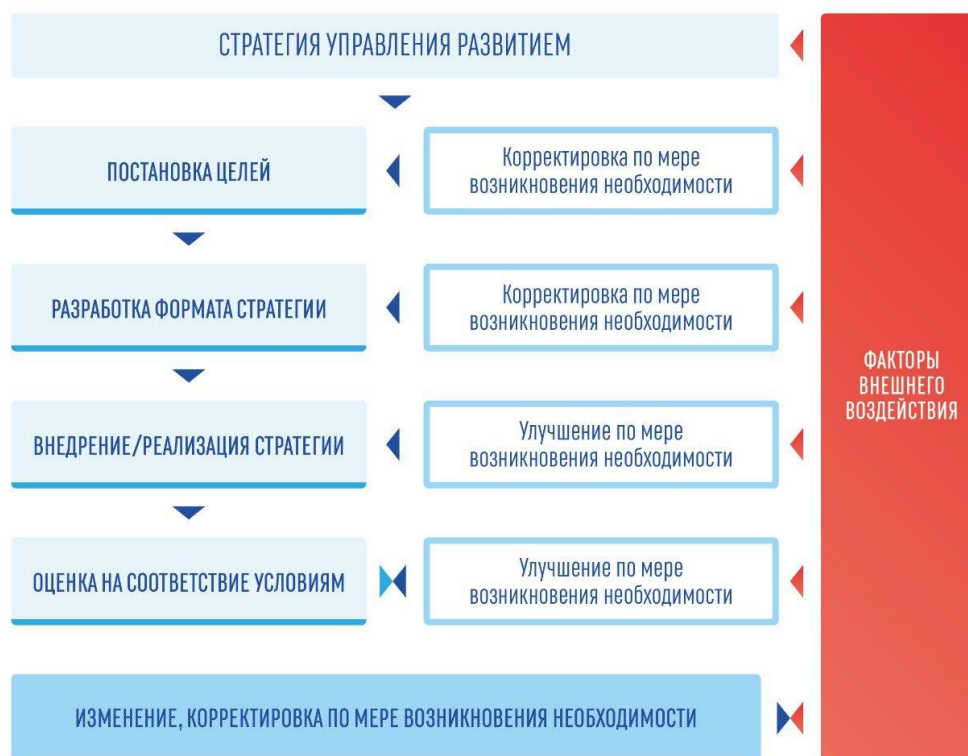 СТРАТЕГИЯ УПРАВЛЕНИЯ РАЗВИТИЕМ
ПОСТАНОВКА ЦЕЛЕЙ
Корректировка по мере
возникновения необходимости
РАЗРАБОТКА ФОРМАТА СТРАТЕГИИ
Корректировка по мере
возникновения необходимости
ВНЕДРЕНИЕ/РЕАЛИЗАЦИЯ СТРАТЕГИИ
Улучшение по мере
возникновения необходимости
ОЦЕНКА НА СООТВЕТСТВИЕ УСЛОВИЯМ
Улучшение по мере
возникновения необходимости
ИЗМЕНЕНИЕ, КОРРЕКТИРОВКА ПО МЕРЕ ВОЗНИКНОВЕНИЯ НЕОБХОДИМОСТИ
ФАКТОРЫ
ВНЕШНЕГО
ВОЗДЕЙСТВИЯ